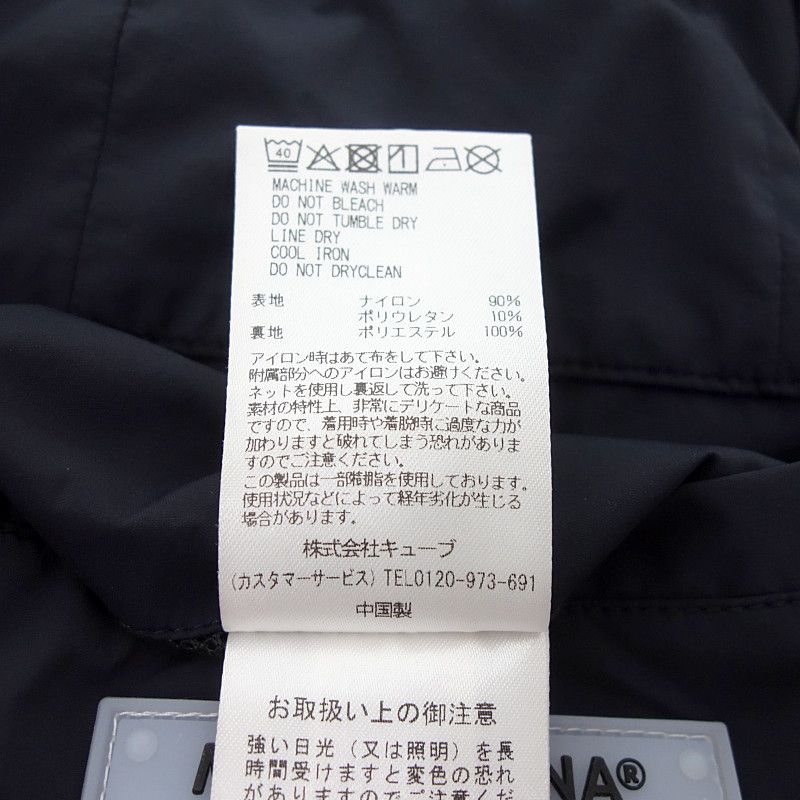 40
MACHINE WASH WARM
DO NOT BLEACH
DO NOT TUMBLE DRY
LINE DRY
COOL IRON
DO NOT DRYCLEAN
表地 ナイロン 90%
ポリウレタン 10%
裏地 ポリエステル 100%
アイロン時はあて布をして下さい。
附属部分へのアイロンはお避けください。
ネットを使用し裏返して洗って下さい。
素材の特性上、非常にデリケートな商品
ですので、着用時や着脱時に過度な力が
加わりますと破れてしまう恐れがありま
すのでご注意ください。
この製品は一部樹脂を使用しております。
使用状況などによって経年劣化が生じる
場合があります。
株式会社キューブ
(カスタマーサービス) TEL0120-973-691
中国製
お取扱い上の御注意
強い日光(又は照明)を長
時間受けますと変色の恐れ
がありますので
NA®